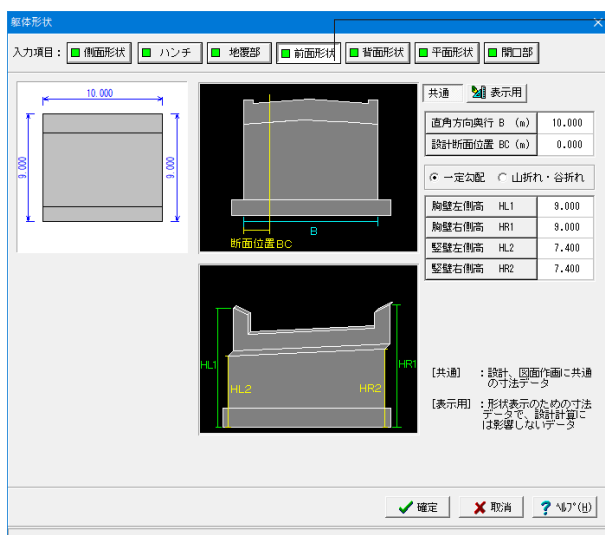 躯体形状
入力項目： 側面形状 ハンチ 地覆部 前面形状 背面形状 平面形状 開口部
10.000
9.000
9.000
B
断面位置BC
HL1
HL2
HR2
HR1
共通 表示用
直角方向奥行 B (m) 10.000
設計断面位置 BC (m) 0.000
一定勾配 山折れ・谷折れ
胸壁左側高 HL1 9.000
胸壁右側高 HR1 9.000
竪壁左側高 HL2 7.400
竪壁右側高 HR2 7.400
[共通] ：設計、図面作画に共通
の寸法データ
[表示用] ：形状表示のための寸法
データで、設計計算に
は影響しないデータ
確定 取消 ﾍﾙﾌﾟ(H)